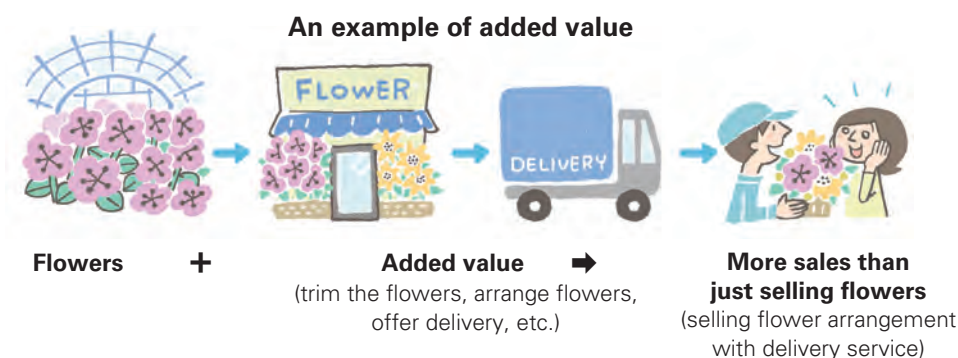 An example of added value
FLOWER
DELIVERY
Flowers + Added value ➡ More sales than
just selling flowers
(trim the flowers, arrange flowers,
offer delivery, etc.)
(selling flower arrangement
with delivery service)